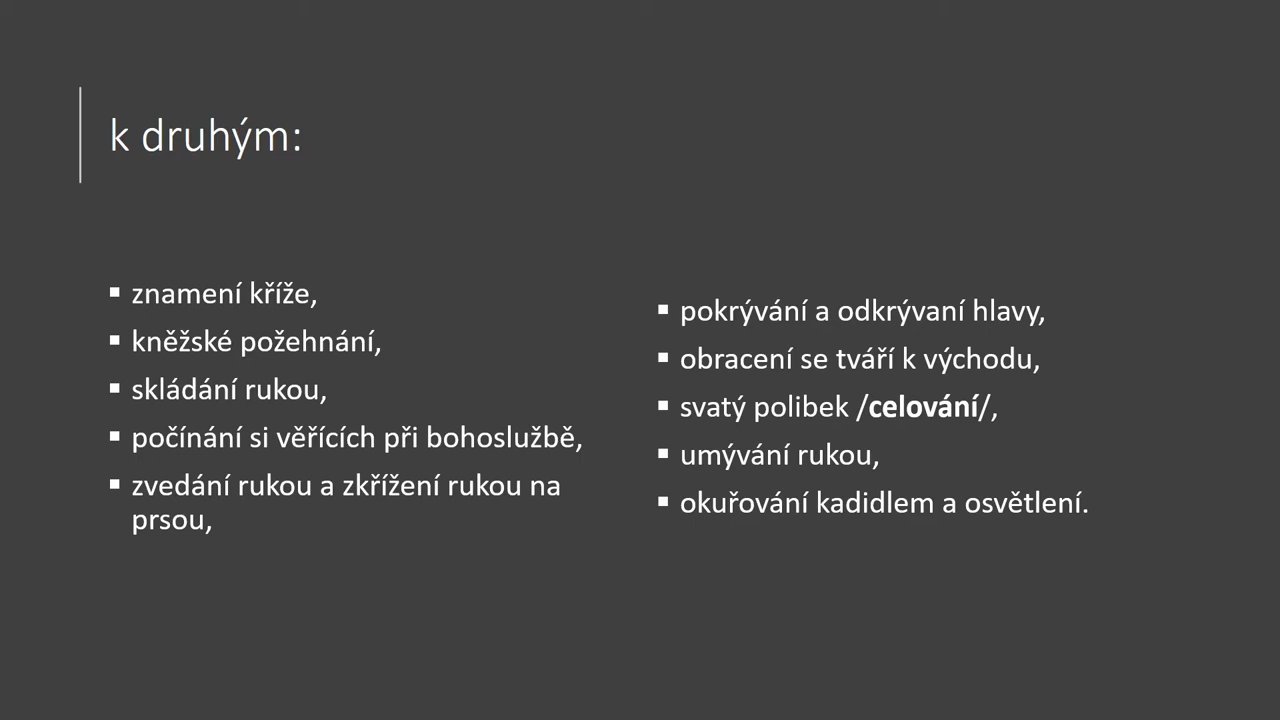 k druhým:
▪ znamení kříže,
▪ kněžské požehnání,
▪ skládání rukou,
▪ počínání si věřících při bohoslužbě,
▪ zvedání rukou a zkřížení rukou na
prsou,
▪ pokrývání a odkrývaní hlavy,
▪ obracení se tváří k východu,
▪ svatý polibek /celování/,
▪ umývání rukou,
▪ okuřování kadidlem a osvětlení.